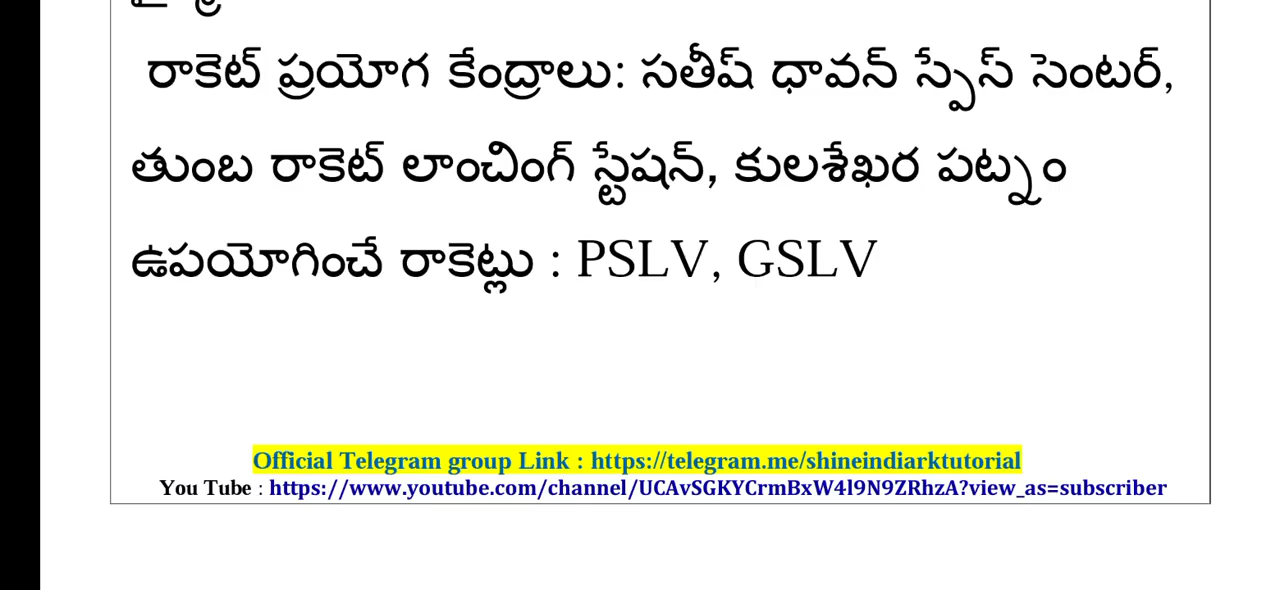 రాకెట్ ప్రయోగ కేంద్రాలు: సతీష్ ధావన్ స్పేస్ సెంటర్,
తుంబ రాకెట్ లాంచింగ్ స్టేషన్, కులశేఖర పట్నం
ఉపయోగించే రాకెట్లు : PSLV, GSLV
Official Telegram group Link : https://telegram.me/shineindiarktutorial
You Tube : https://www.youtube.com/channel/UCAvSGKYCrmBxW4l9N9ZRhzA?view_as=subscriber